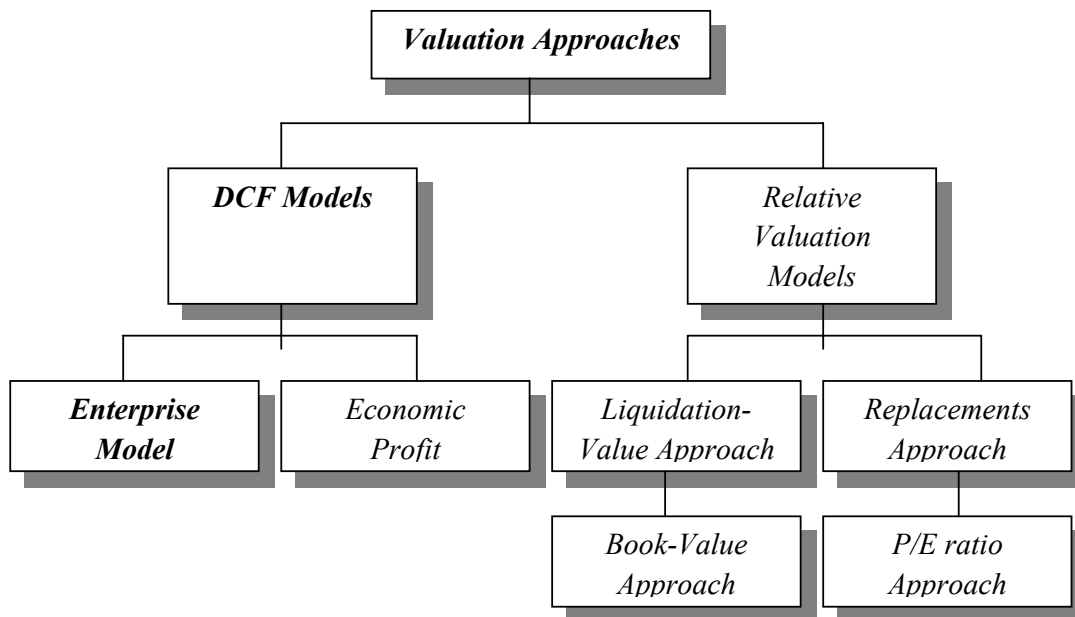 Valuation Approaches
DCF Models
Relative
Valuation
Models
Enterprise
Model
Economic
Profit
Liquidation-
Value Approach
Replacements
Approach
Book-Value
Approach
P/E ratio
Approach